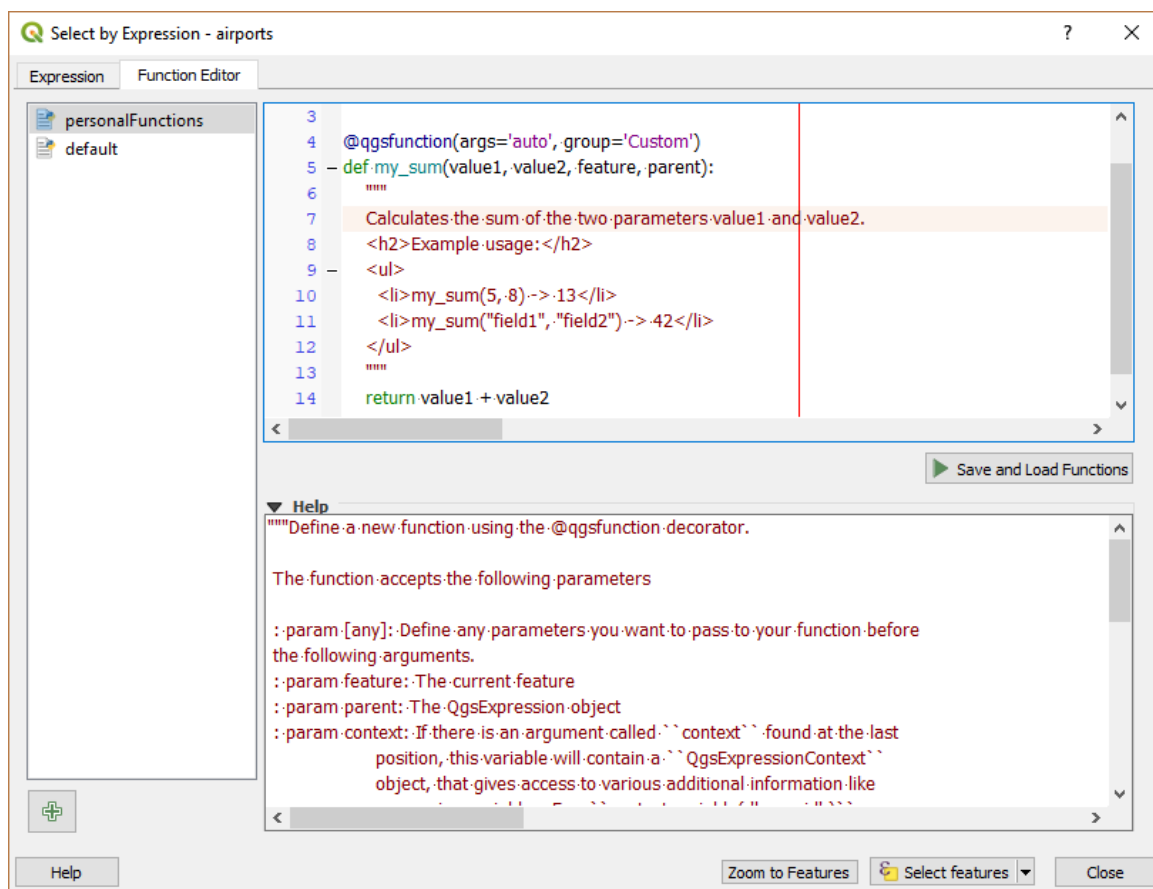 Select by Expression - airports
?
Expression
Function Editor
personalFunctions
default
3
4 @qgsfunction(args='auto', group='Custom')
5 def my_sum(value1, value2, feature, parent):
6 """
7 Calculates the sum of the two parameters value1 and value2.
8 <h2>Example usage:</h2>
9 <ul>
10 <li>my_sum(5, 8) -> 13</li>
11 <li>my_sum("field1", "field2") -> 42</li>
12 </ul>
13 """
14 return value1 + value2
Save and Load Functions
Help
"""Define a new function using the @qgsfunction decorator.
The function accepts the following parameters
: param [any]: Define any parameters you want to pass to your function before
the following arguments.
: param feature: The current feature
: param parent: The QgsExpression object
: param context: If there is an argument called ``context`` found at the last
position, this variable will contain a ``QgsExpressionContext``
object, that gives access to various additional information like
Help
Zoom to Features
Select features
Close